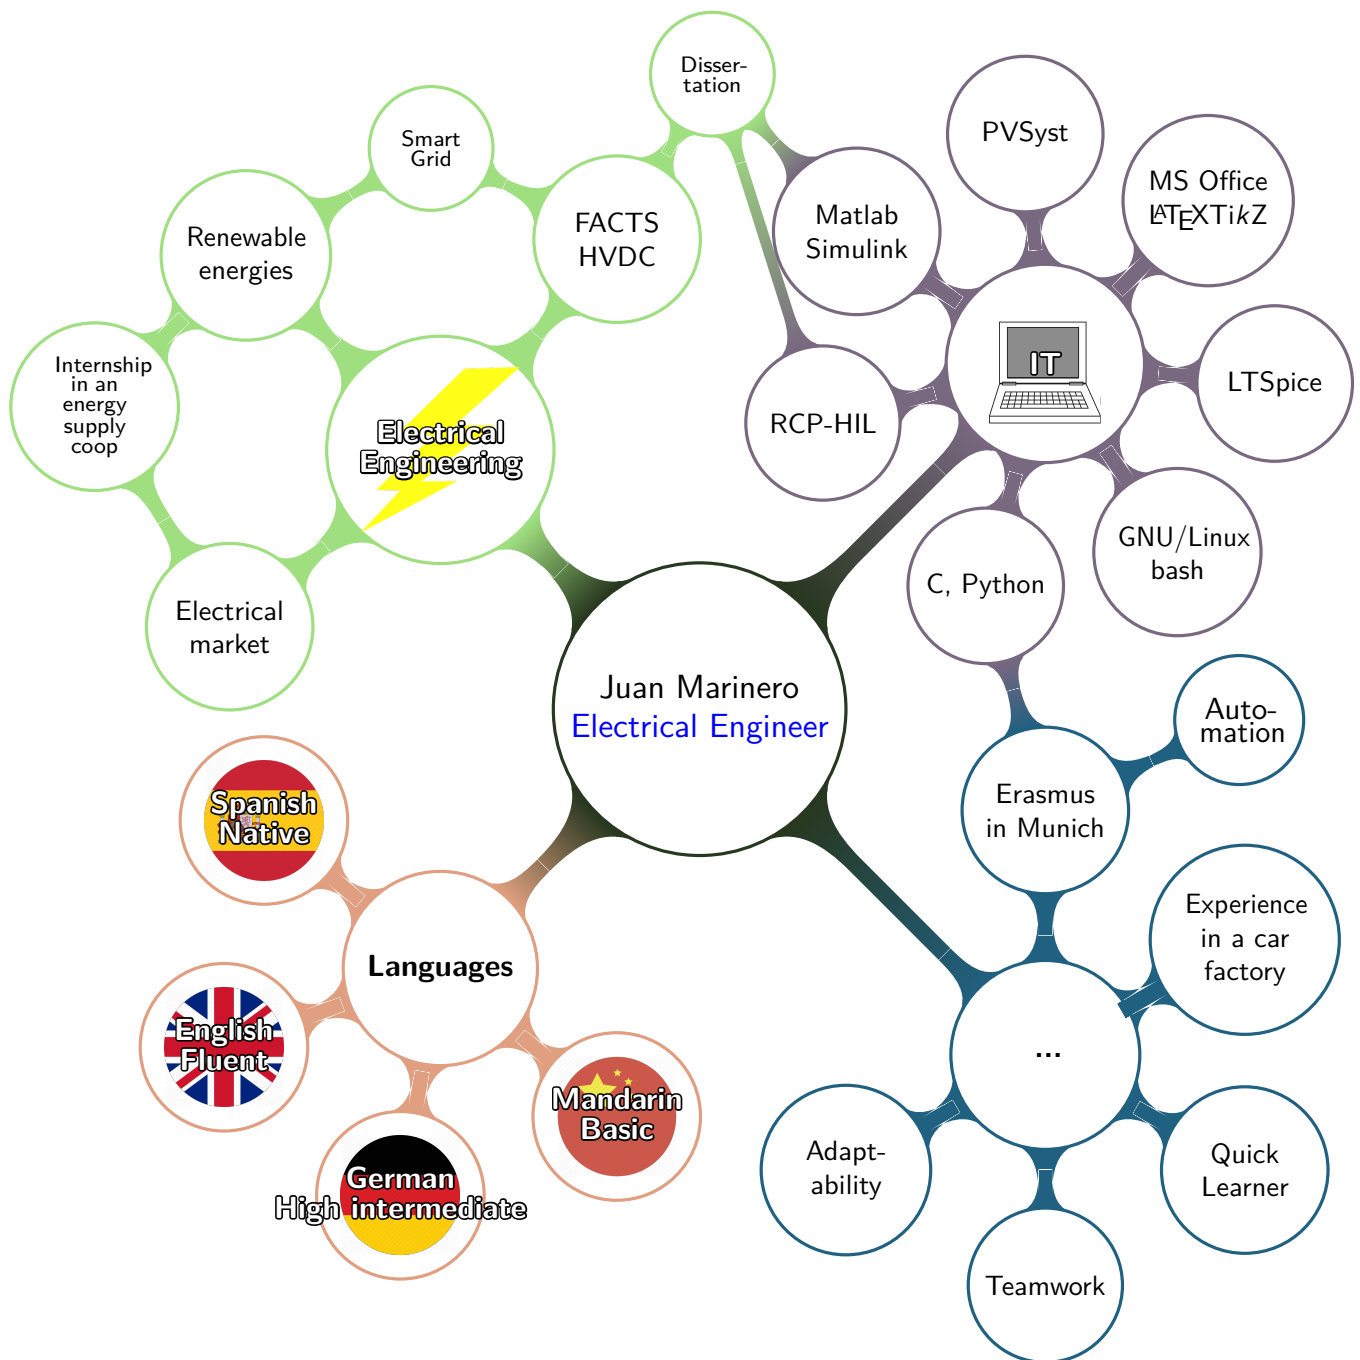 Disser-
tation
Smart
Grid
PVSyst
MS Office
LATEXTikZ
Renewable
energies
FACTS
HVDC
Matlab
Simulink
Internship
in an
energy
supply
coop
Electrical
Engineering
IT
LTSpice
RCP-HIL
GNU/Linux
bash
C, Python
Electrical
market
Juan Marinero
Electrical Engineer
Auto-
mation
Spanish
Native
Erasmus
in Munich
Experience
in a car
factory
Languages
English
Fluent
...
Mandarin
Basic
German
High intermediate
Adapt-
ability
Quick
Learner
Teamwork